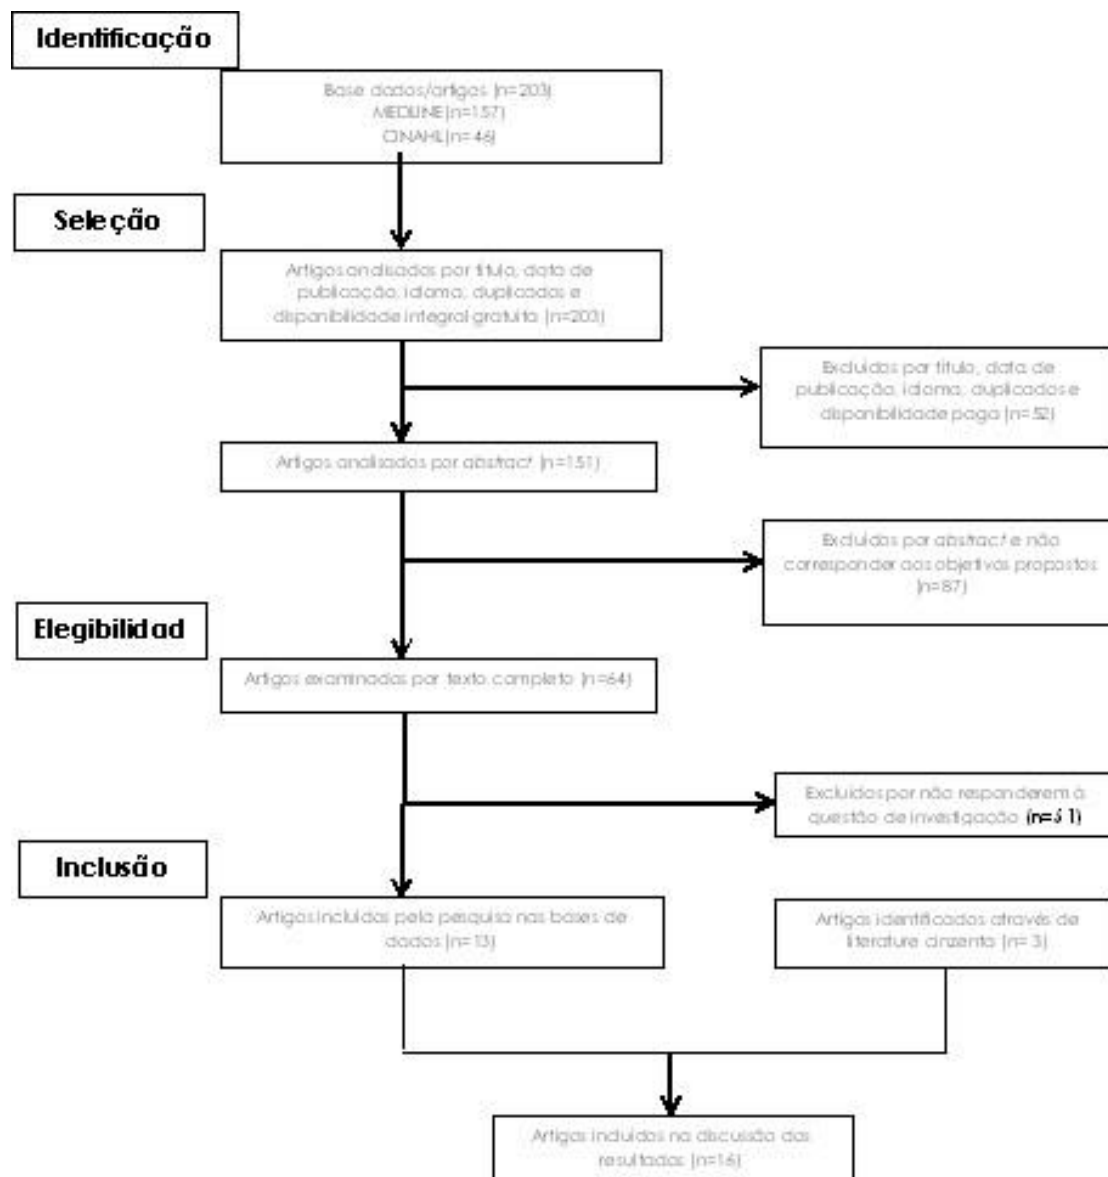 Identificação
Base dados/artigos (n=203)
MEDLINE(n=157)
CINAHL(n=46)
Seleção
Artigos analisados por título, data de
publicação, idioma, duplicados e
disponibilidade integral gratuita (n=203)
Excluídos por título, data de
publicação, idioma, duplicados e
disponibilidade paga (n=52)
Artigos analisados por abstract (n=151)
Excluídos por abstract e não
corresponder aos objetivos propostos
(n=87)
Elegibilidad
Artigos examinados por texto completo (n=64)
Excluídos por não responderem à
questão de investigação
Inclusão
Artigos incluídos pela pesquisa nas bases de
dados (n=13)
Artigos identificados através de
literature cinzenta (n= 3)
Artigos incluídos na discussão dos
resultados (n=16)